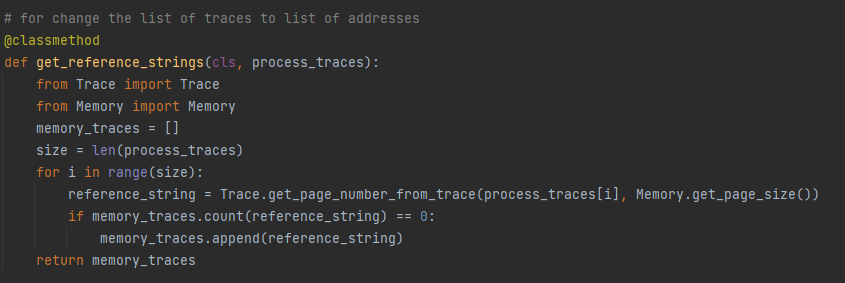 # for change the list of traces to list of addresses
@classmethod
def get_reference_strings(cls, process_traces):
    from Trace import Trace
    from Memory import Memory
    memory_traces = []
    size = len(process_traces)
    for i in range(size):
        reference_string = Trace.get_page_number_from_trace(process_traces[i], Memory.get_page_size())
        if memory_traces.count(reference_string) == 0:
            memory_traces.append(reference_string)
    return memory_traces